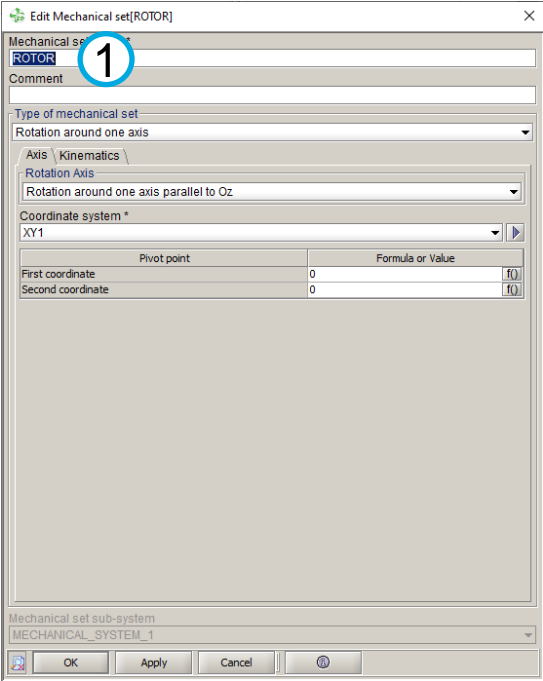 Edit Mechanical set[ROTOR]
Mechanical se *
ROTOR
1
Comment
Type of mechanical set
Rotation around one axis
Axis Kinematics
Rotation Axis
Rotation around one axis parallel to Oz
Coordinate system *
XY1
Pivot point Formula or Value
First coordinate 0 f()
Second coordinate 0 f()
Mechanical set sub-system
MECHANICAL_SYSTEM_1
OK Apply Cancel